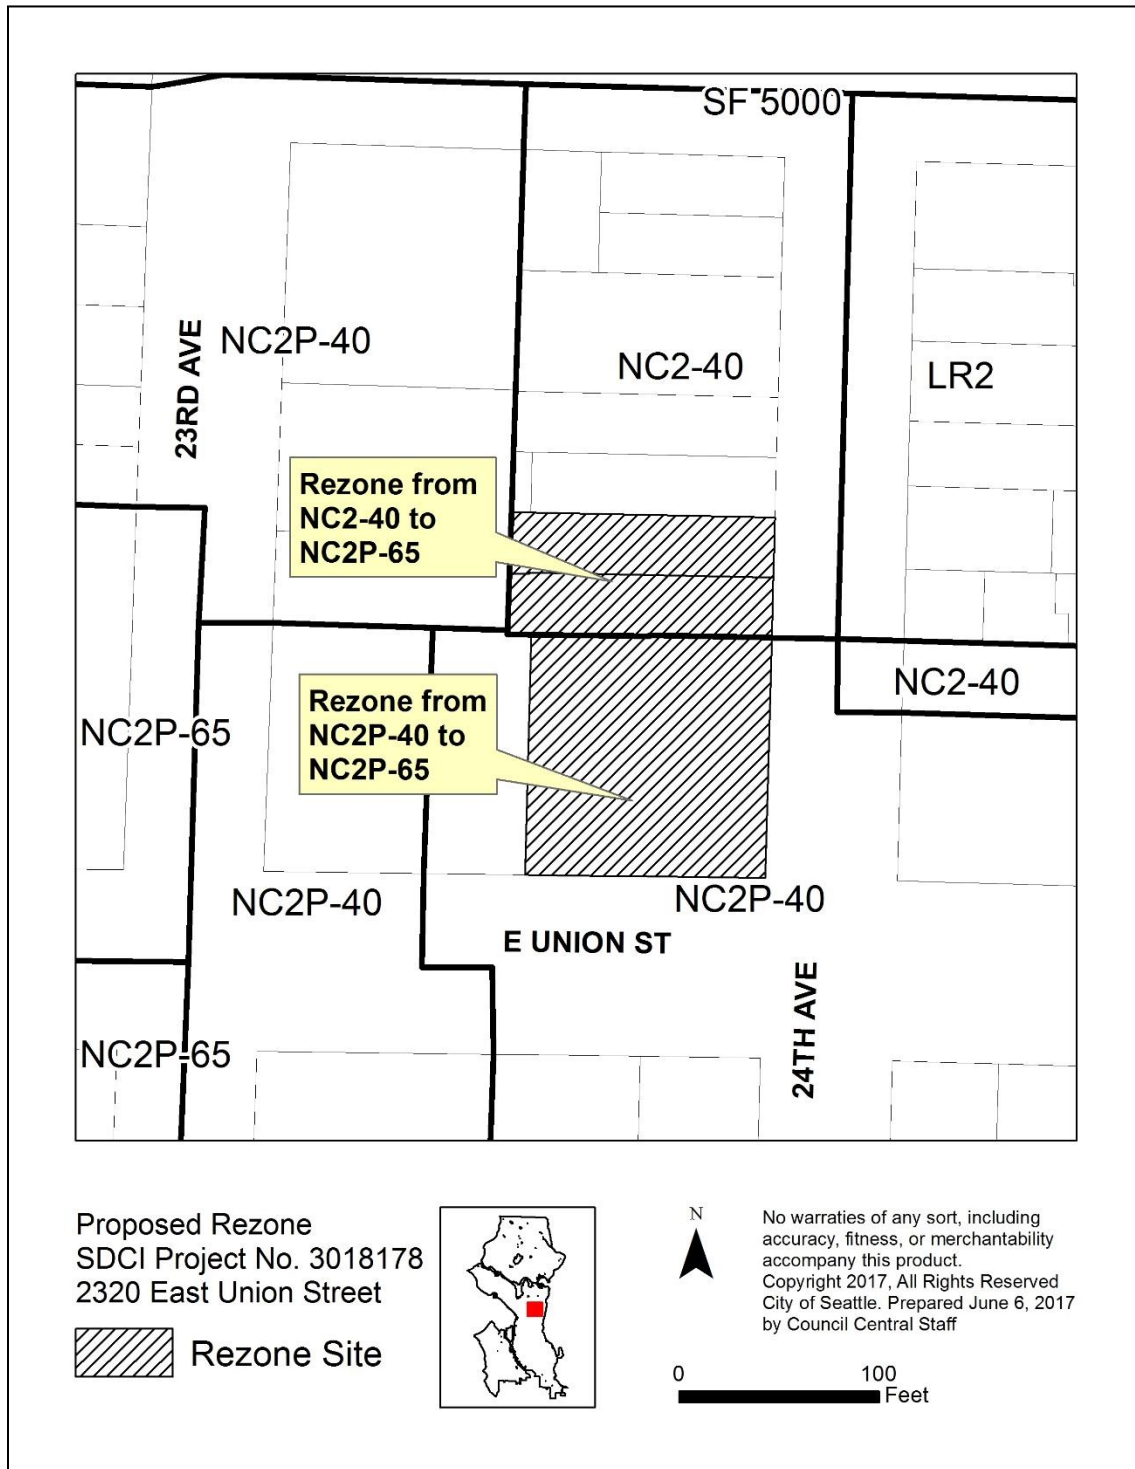 SF 5000
NC2P-40
NC2-40
LR2
23RD AVE
Rezone from
NC2-40 to
NC2P-65
NC2-40
Rezone from
NC2P-40 to
NC2P-65
NC2P-65
NC2P-40
NC2P-40
E UNION ST
24TH AVE
NC2P-65
Proposed Rezone
SDCI Project No. 3018178
2320 East Union Street
Rezone Site
N
No warraties of any sort, including
accuracy, fitness, or merchantability
accompany this product.
Copyright 2017, All Rights Reserved
City of Seattle. Prepared June 6, 2017
by Council Central Staff
0 100
Feet